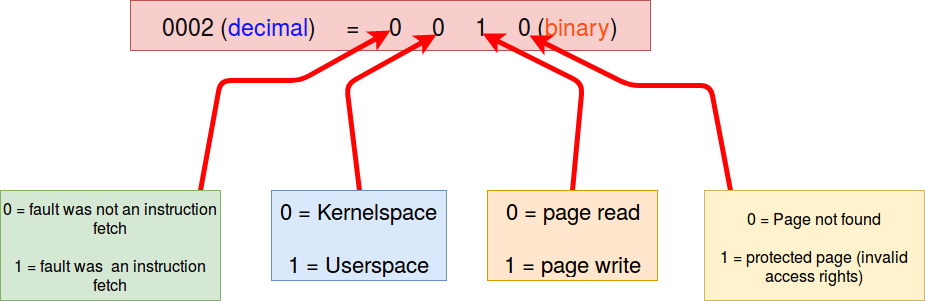 0002 (decimal) = 0 0 1 0 (binary)
0 = fault was not an instruction
fetch
1 = fault was an instruction
fetch
0 = Kernelspace
1 = Userspace
0 = page read
1 = page write
0 = Page not found
1 = protected page (invalid
access rights)